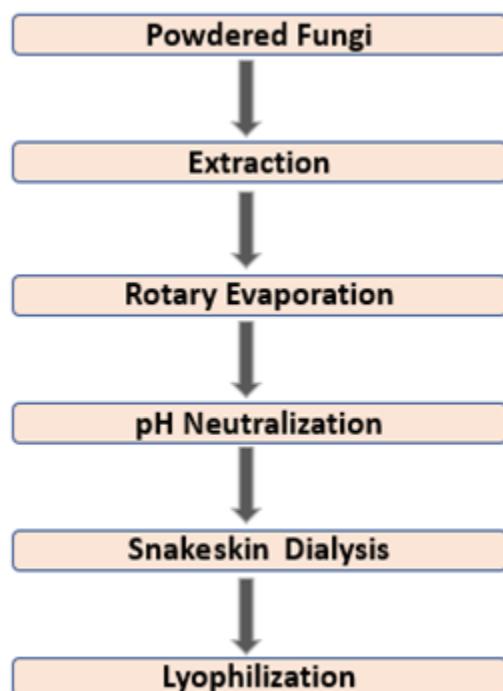 Powdered Fungi
Extraction
Rotary Evaporation
pH Neutralization
Snakeskin Dialysis
Lyophilization